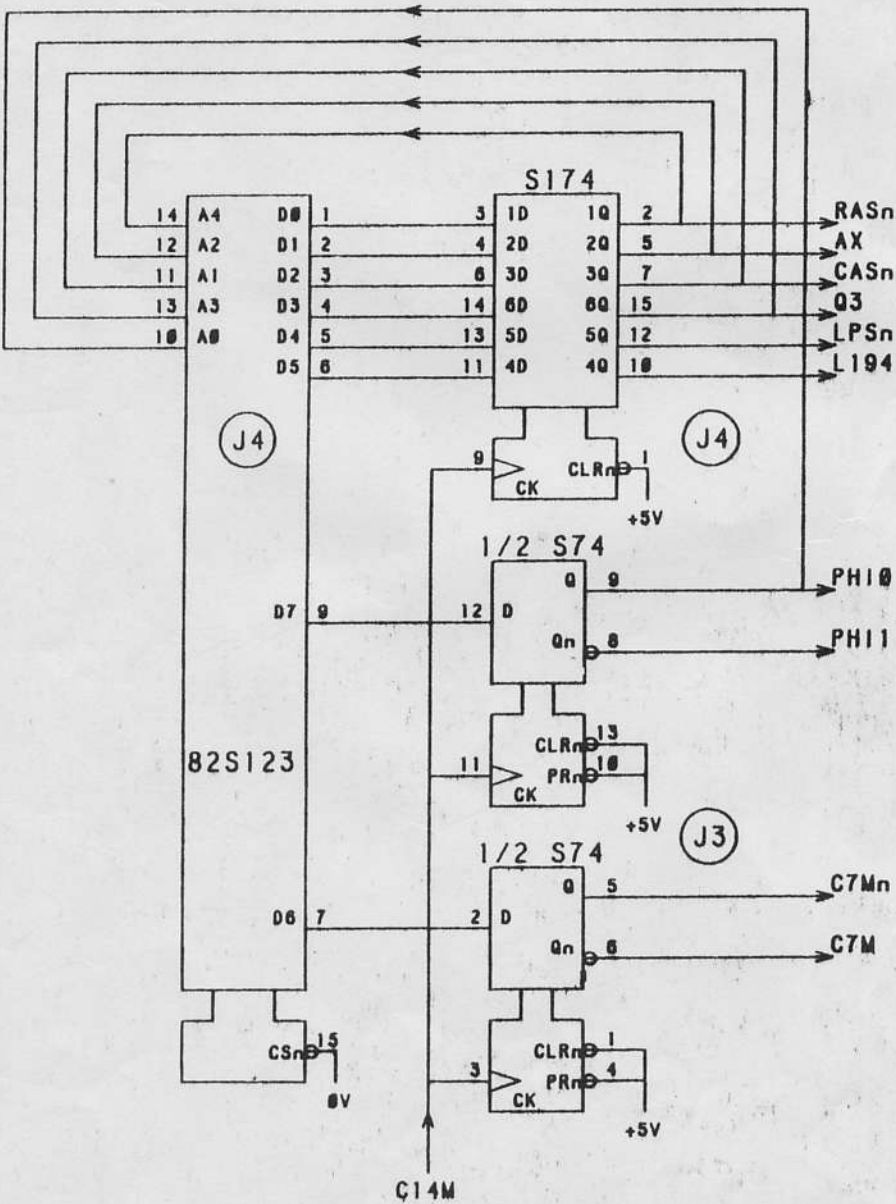 S174
14 A4 D0 1 3 1D 1Q 2 RASn
12 A2 D1 2 4 2D 2Q 5 AX
11 A1 D2 3 6 3D 3Q 7 CASn
13 A3 D3 4 14 6D 6Q 15 Q3
10 A0 D4 5 13 5D 5Q 12 LPSn
D5 6 11 4D 4Q 10 L194
J4
J4
9 CK CLRn 1
+5V
1/2 S74
Q 9 PHI0
D7 9 12 D
Qn 8 PHI1
82S123
CLRn 13
11 PRn 10
CK
+5V
J3
1/2 S74
Q 5 C7Mn
D6 7 2 D
Qn 6 C7M
CSn 15
0V
CLRn 1
3 PRn 4
CK
+5V
C14M